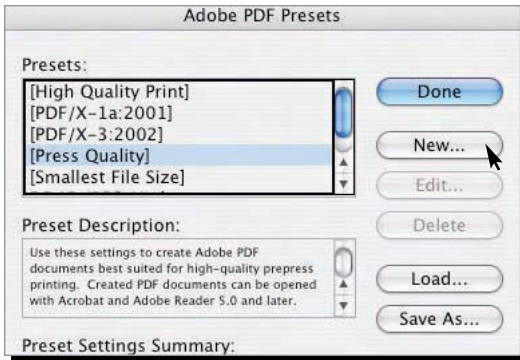 Adobe PDF Presets
Presets:
[High Quality Print]
[PDF/X-1a:2001]
[PDF/X-3:2002]
[Press Quality]
[Smallest File Size]
Done
New...
Edit...
Delete
Load...
Save As...
Preset Description:
Use these settings to create Adobe PDF
documents best suited for high-quality prepress
printing. Created PDF documents can be opened
with Acrobat and Adobe Reader 5.0 and later.
Preset Settings Summary: